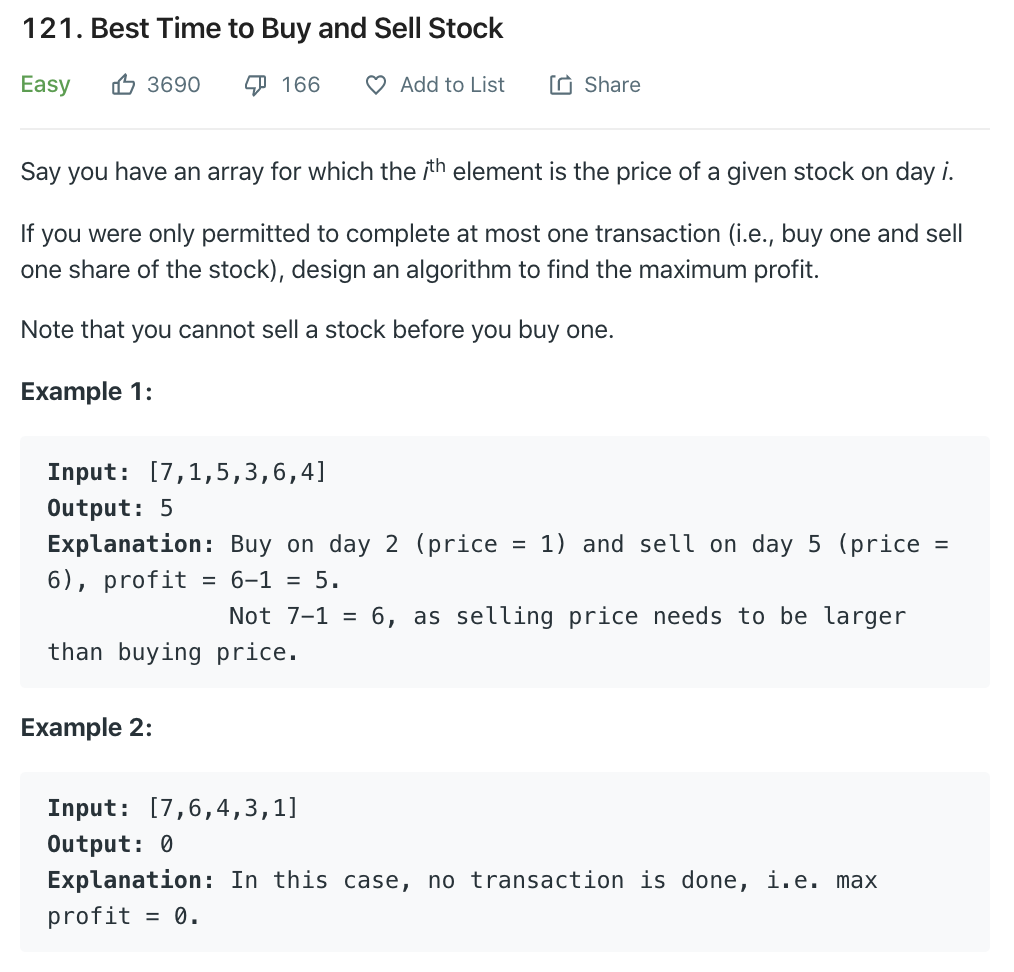 121. Best Time to Buy and Sell Stock
Easy 3690 166 Add to List Share
Say you have an array for which the ith element is the price of a given stock on day i.
If you were only permitted to complete at most one transaction (i.e., buy one and sell
one share of the stock), design an algorithm to find the maximum profit.
Note that you cannot sell a stock before you buy one.
Example 1:
Input: [7,1,5,3,6,4]
Output: 5
Explanation: Buy on day 2 (price = 1) and sell on day 5 (price =
6), profit = 6-1 = 5.
Not 7-1 = 6, as selling price needs to be larger
than buying price.
Example 2:
Input: [7,6,4,3,1]
Output: 0
Explanation: In this case, no transaction is done, i.e. max
profit = 0.